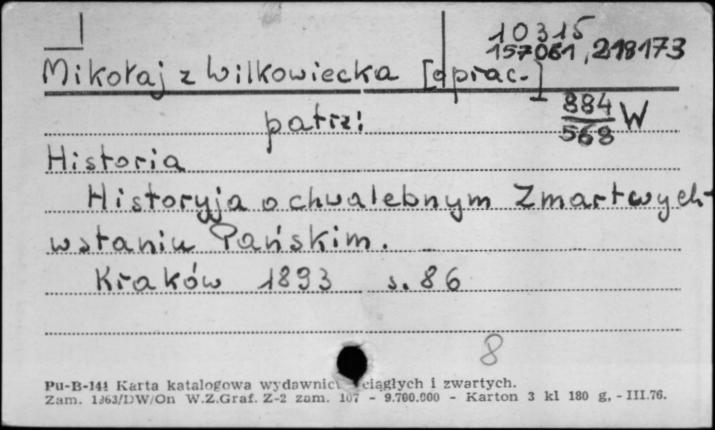 10315
157061, 218173
Mikołaj z Wilkowiecka [oprac.]
884
568 W
patrz:
Historia
Historyja o chwalebnym Zmartwych-
wstaniu Pańskim.
Kraków 1893 s. 86
8
Pu-B-141 Karta katalogowa wydawnic ciągłych i zwartych.
Zam. 1363/DW/On W.Z.Graf. Z-2 zam. 107 - 9.700.000 - Karton 3 kl 180 g. - III.76.